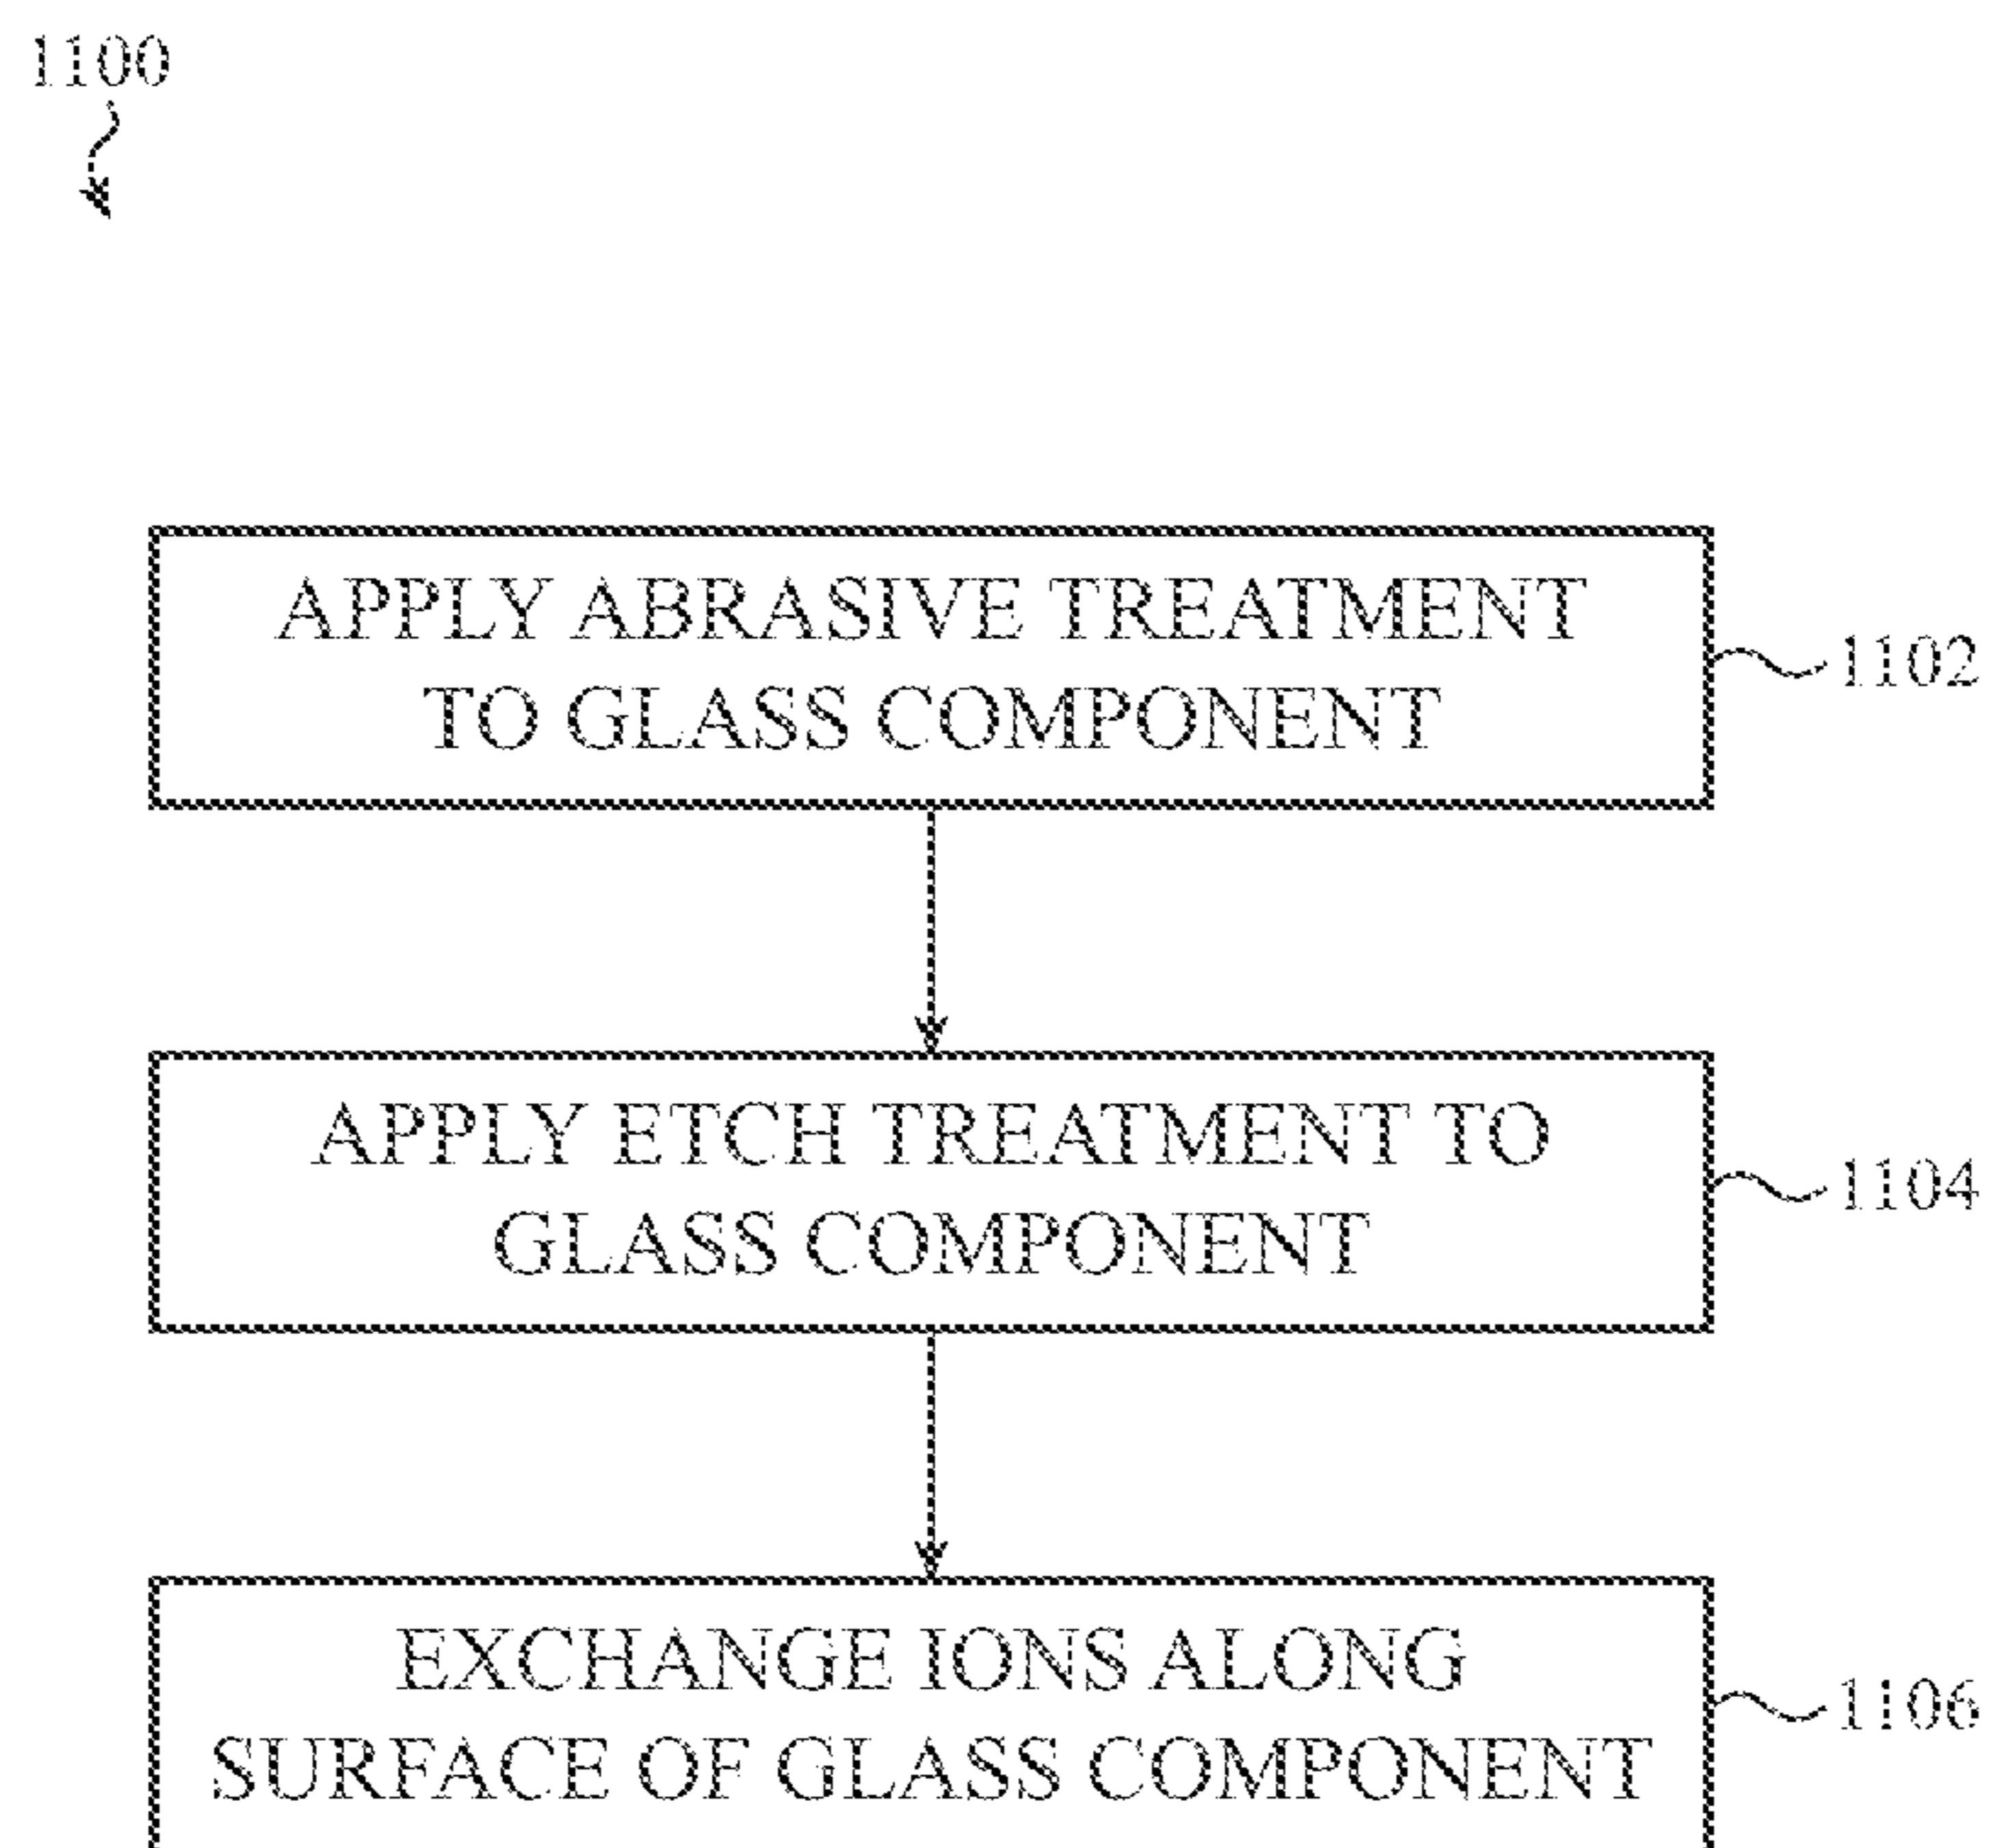 1100
APPLY ABRASIVE TREATMENT
TO GLASS COMPONENT
1102
APPLY ETCH TREATMENT TO
GLASS COMPONENT
1104
EXCHANGE IONS ALONG
SURFACE OF GLASS COMPONENT
1106